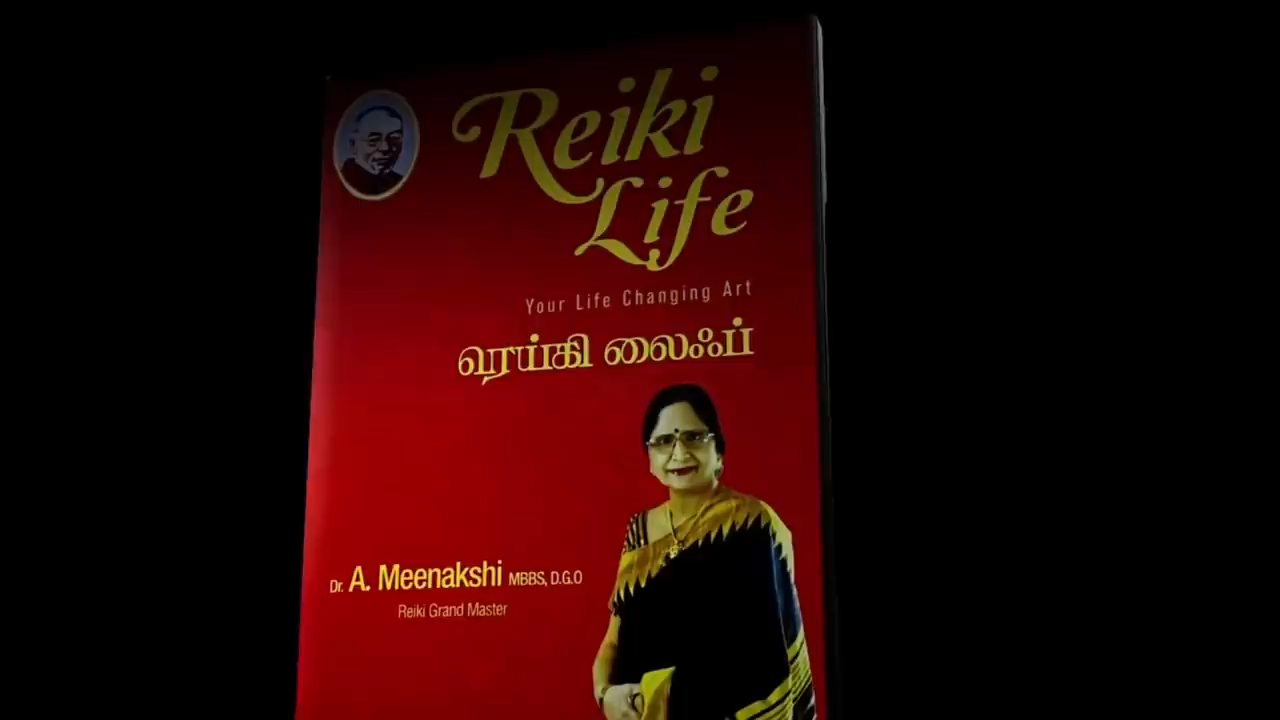 Reiki
Life
Your Life Changing Art
ரெய்கி லைஃப்
Dr. A. Meenakshi MBBS, D.G.O
Reiki Grand Master